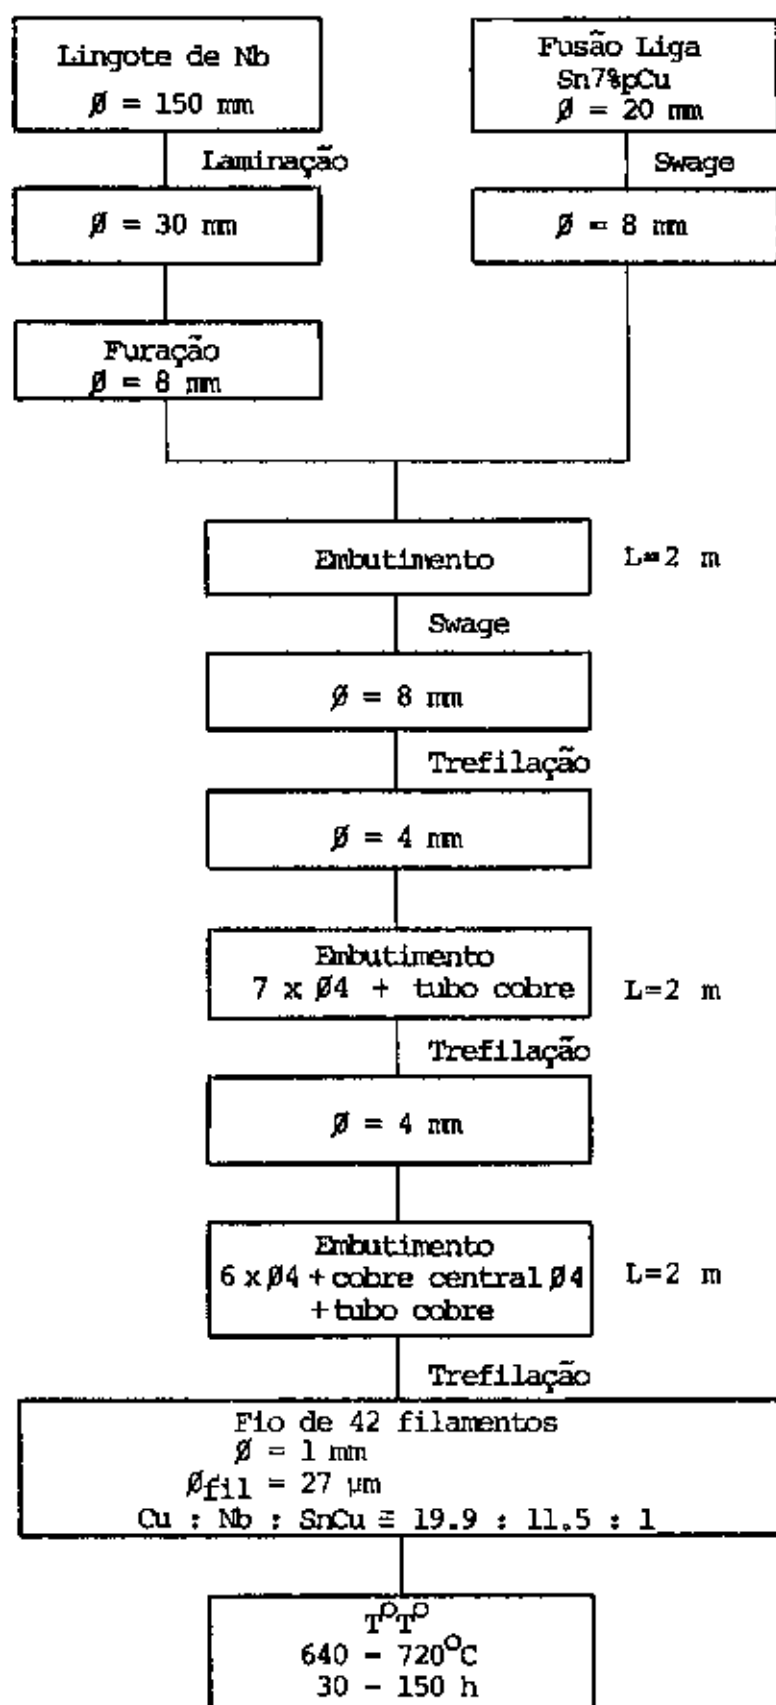 Lingote de Nb
Ø = 150 mm
Laminação
Ø = 30 mm
Furação
Ø = 8 mm
Fusão Liga
Sn7%pCu
Ø = 20 mm
Swage
Ø = 8 mm
Embutimento
L=2 m
Swage
Ø = 8 mm
Trefilação
Ø = 4 mm
Embutimento
7 x Ø4 + tubo cobre
L=2 m
Trefilação
Ø = 4 mm
Embutimento
6 x Ø4 + cobre central Ø4
+ tubo cobre
L=2 m
Trefilação
Fio de 42 filamentos
Ø = 1 mm
Øfil = 27 µm
Cu : Nb : SnCu ≅ 19.9 : 11.5 : 1
TºTº
640 - 720ºC
30 - 150 h